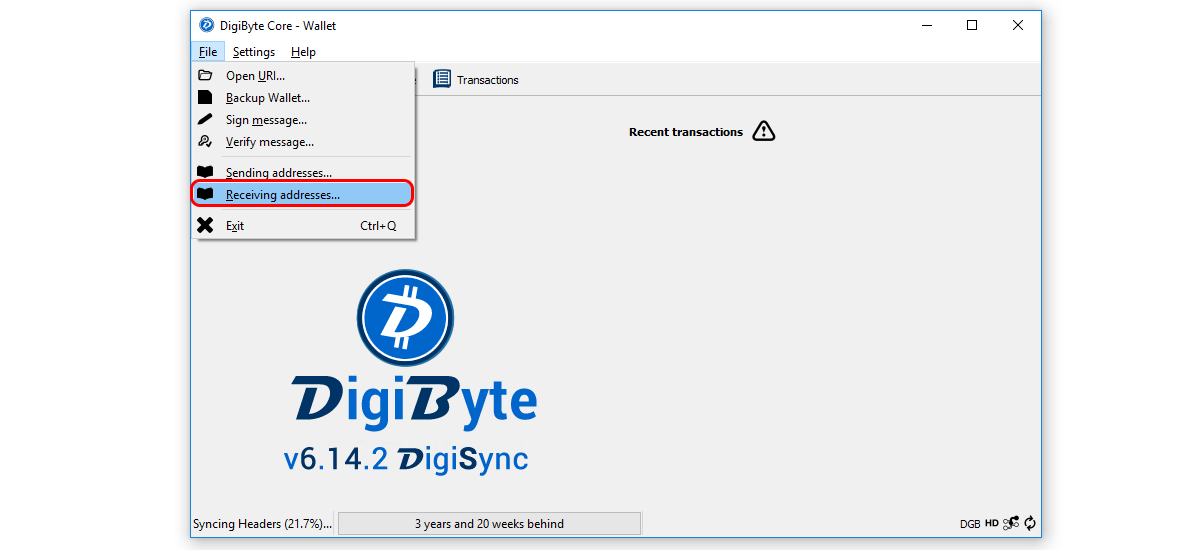 DigiByte Core - Wallet
File Settings Help
Open URI...
Transactions
Backup Wallet...
Sign message...
Recent transactions
Verify message...
Sending addresses...
Receiving addresses...
Exit Ctrl+Q
DigiByte
v6.14.2 DigiSync
Syncing Headers (21.7%)... 3 years and 20 weeks behind DGB HD